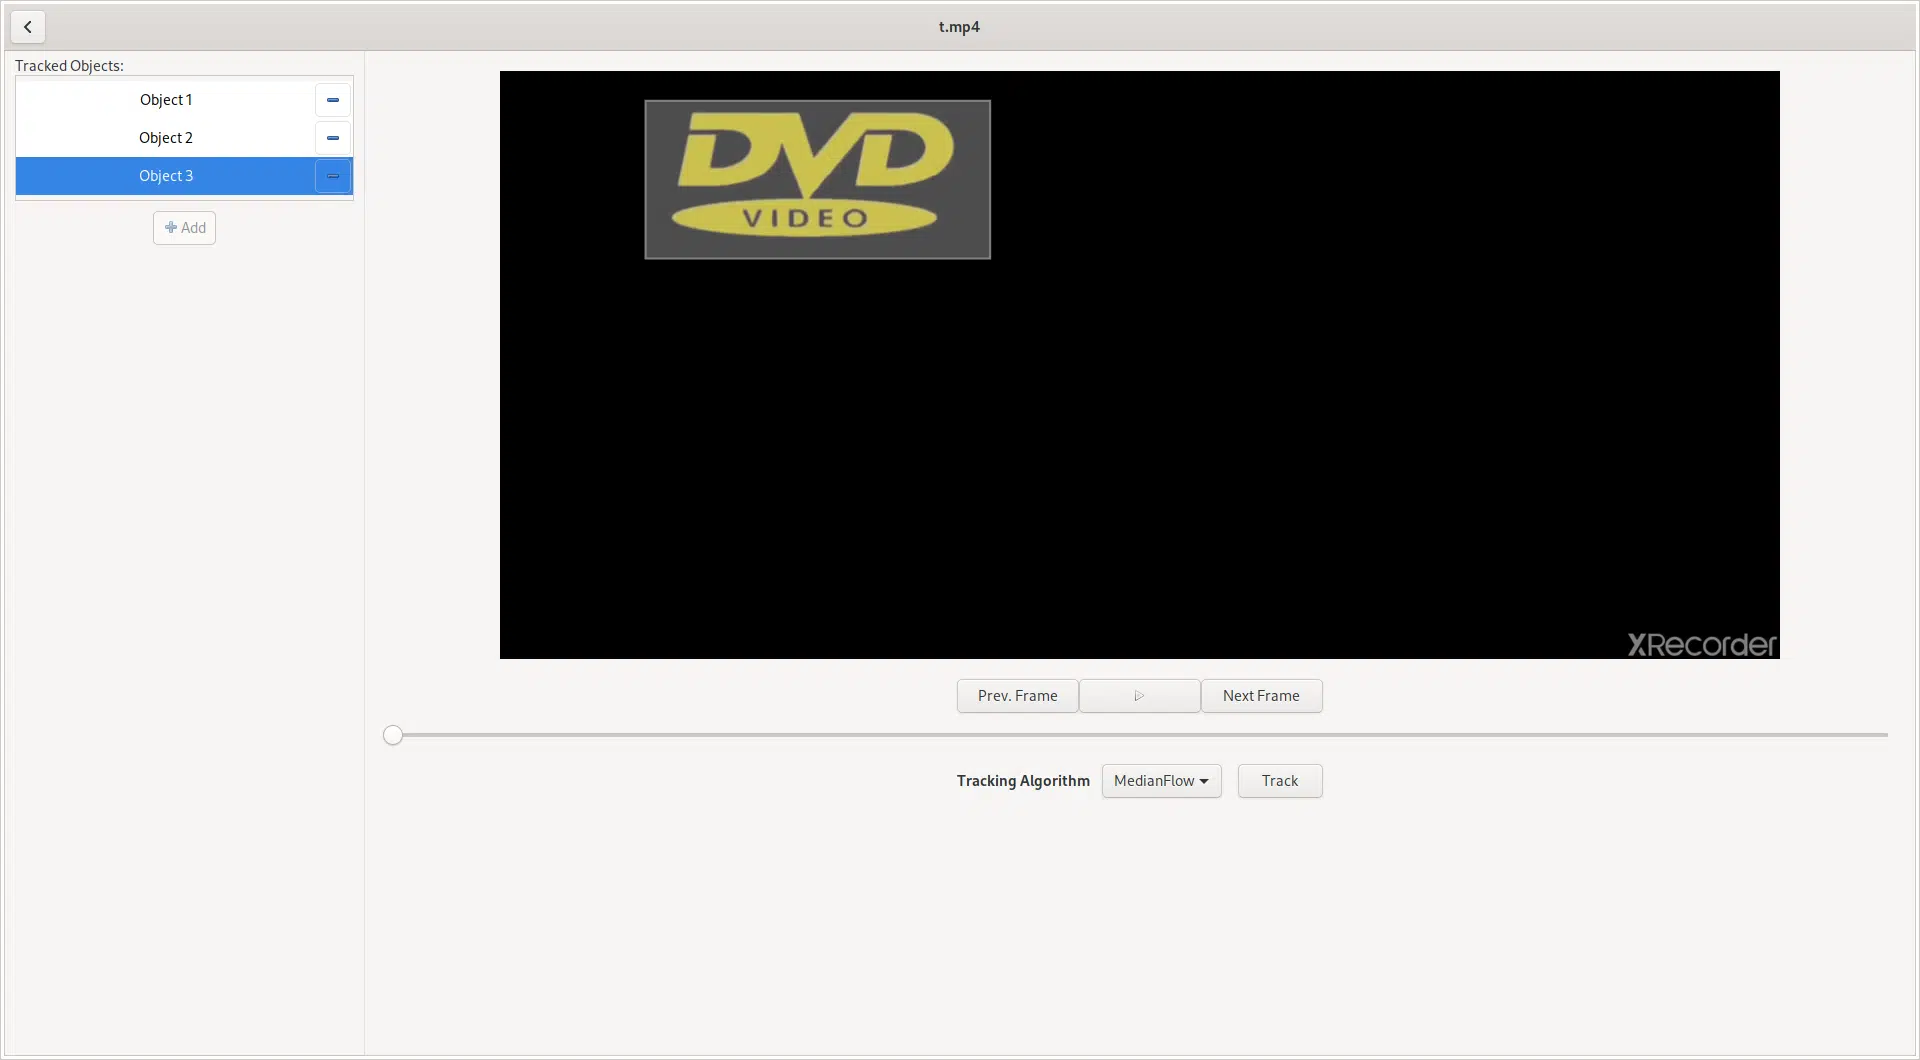 t.mp4
Tracked Objects:
Object 1
Object 2
Object 3
Add
DVD
VIDEO
XRecorder
Prev. Frame
Next Frame
Tracking Algorithm MedianFlow Track